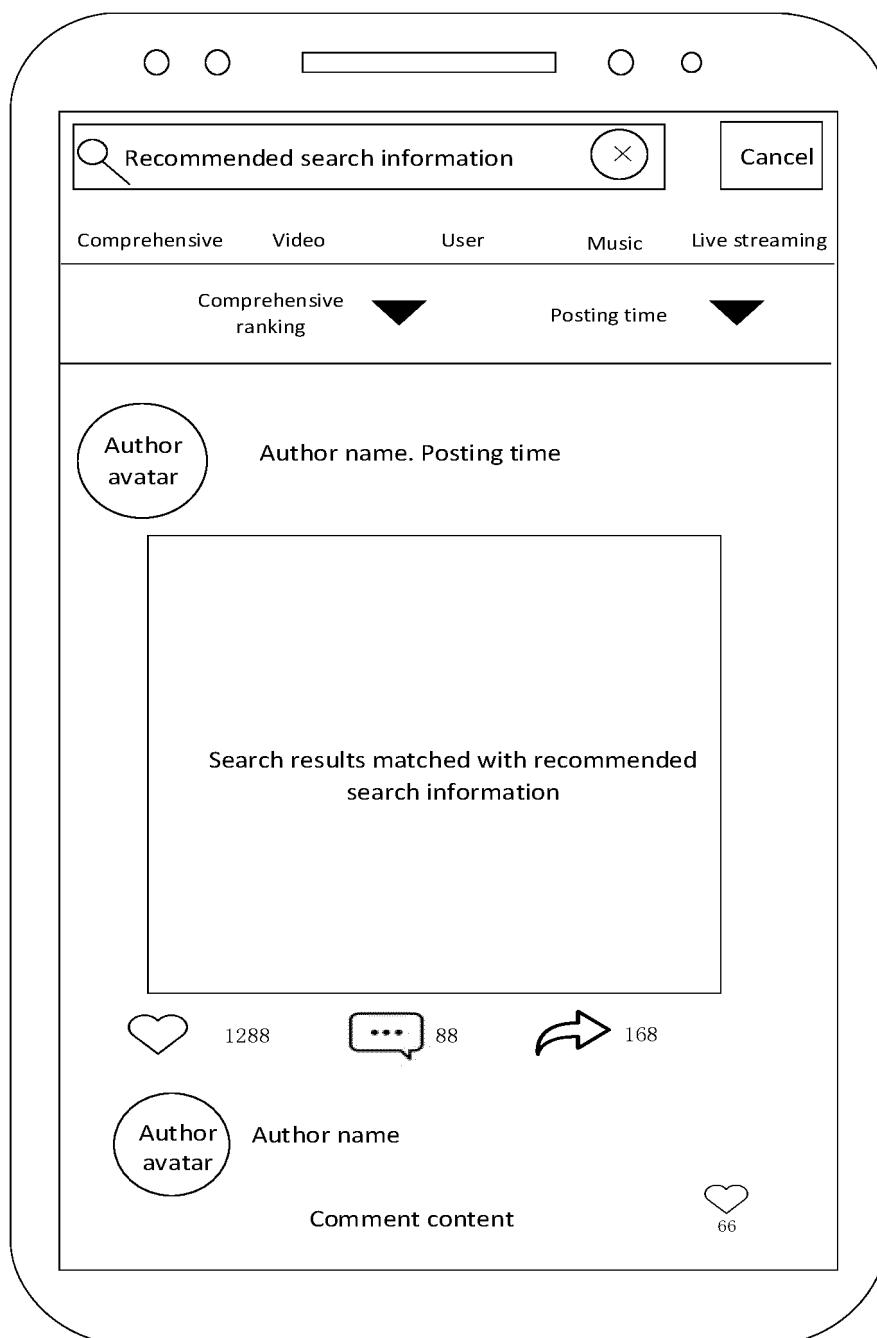 Recommended search information
Cancel
Comprehensive Video User Music Live streaming
Comprehensive
ranking
Posting time
Author
avatar
Author name. Posting time
Search results matched with recommended
search information
1288 88 168
Author
avatar
Author name
Comment content
66